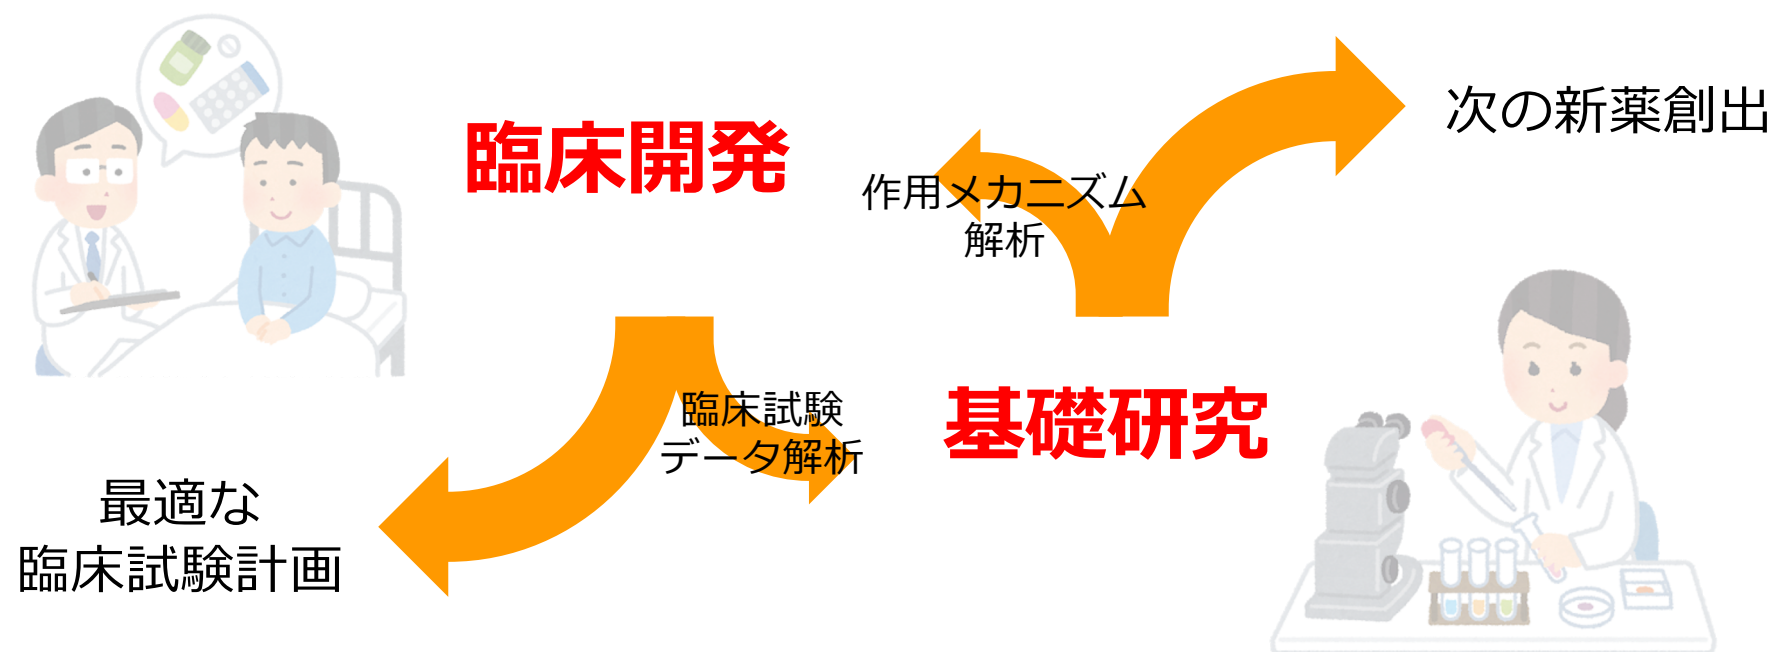 次の新薬創出
臨床開発
作用メカニズム
解析
臨床試験
データ解析
基礎研究
最適な
臨床試験計画